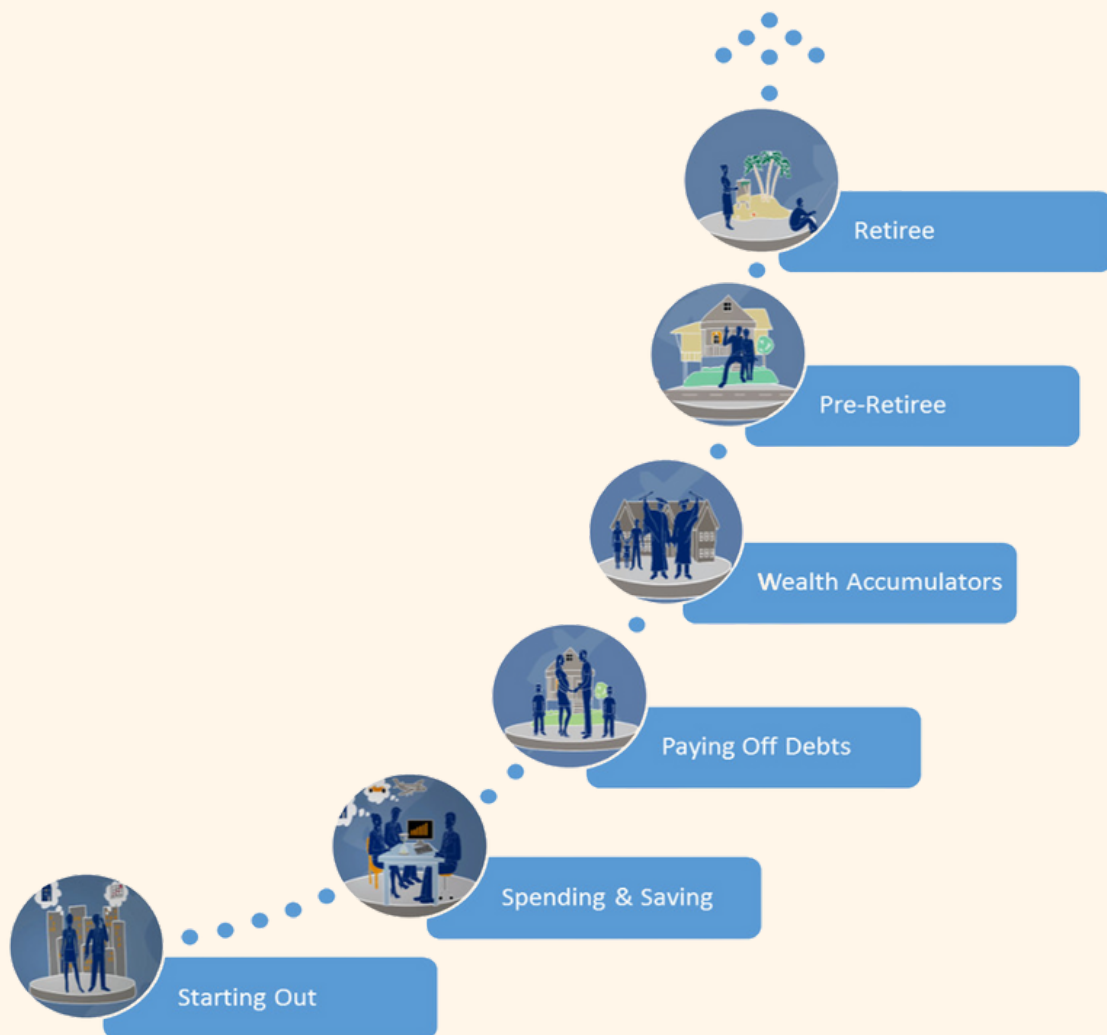 Retiree
Pre-Retiree
Wealth Accumulators
Paying Off Debts
Spending & Saving
Starting Out